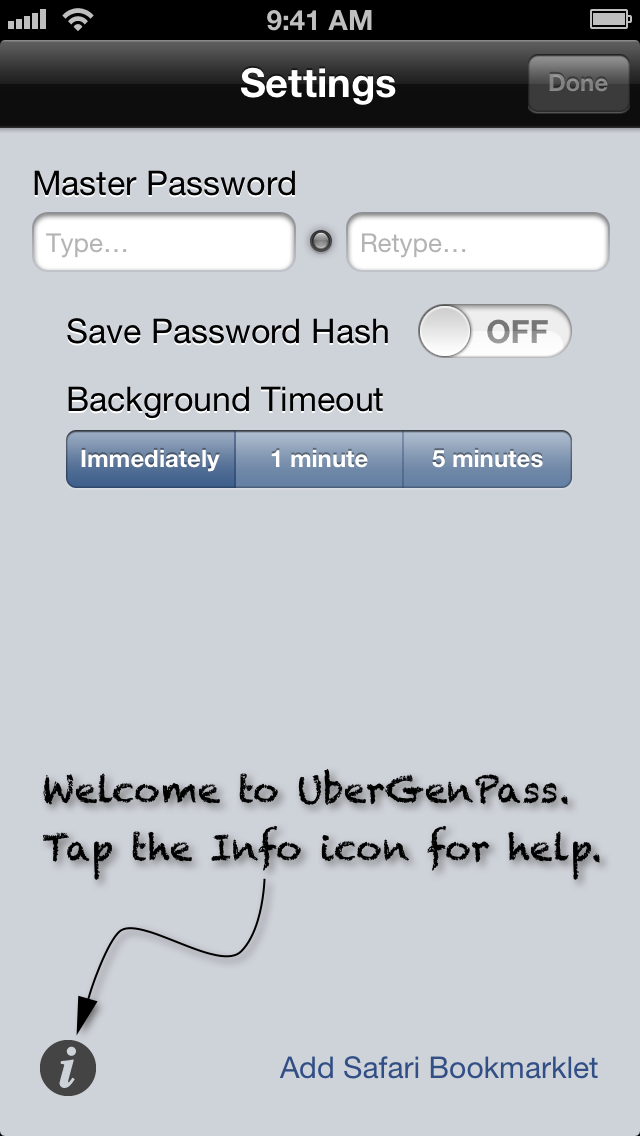 9:41 AM
Settings
Done
Master Password
Type…
Retype…
Save Password Hash
OFF
Background Timeout
Immediately
1 minute
5 minutes
Welcome to UberGenPass.
Tap the Info icon for help.
i
Add Safari Bookmarklet